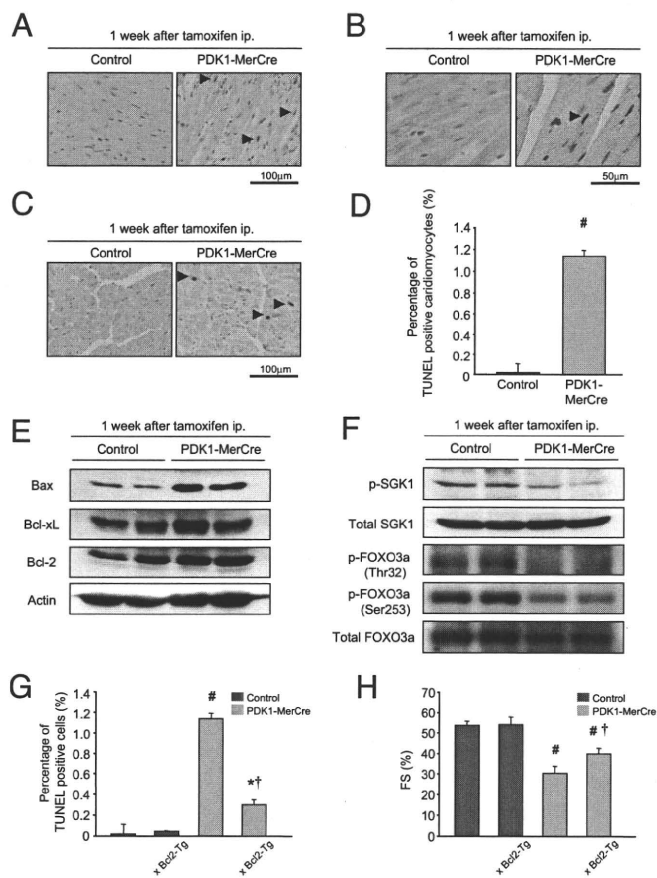 A
1 week after tamoxifen ip.
Control PDK1-MerCre
100μm
B
1 week after tamoxifen ip.
Control PDK1-MerCre
50μm
C
1 week after tamoxifen ip.
Control PDK1-MerCre
100μm
D
Percentage of
TUNEL positive caridiomyocytes (%)
1.4
1.2
1.0
0.8
0.6
0.4
0.2
0
#
Control PDK1-
MerCre
E
1 week after tamoxifen ip.
Control PDK1-MerCre
Bax
Bcl-xL
Bcl-2
Actin
F
1 week after tamoxifen ip.
Control PDK1-MerCre
p-SGK1
Total SGK1
p-FOXO3a
(Thr32)
p-FOXO3a
(Ser253)
Total FOXO3a
G
Percentage of
TUNEL positive cells (%)
1.4
1.2
1.0
0.8
0.6
0.4
0.2
0
#
*†
Control
PDK1-MerCre
x Bcl2-Tg
x Bcl2-Tg
H
FS (%)
70
60
50
40
30
20
10
0
#
# †
Control
PDK1-MerCre
x Bcl2-Tg
x Bcl2-Tg